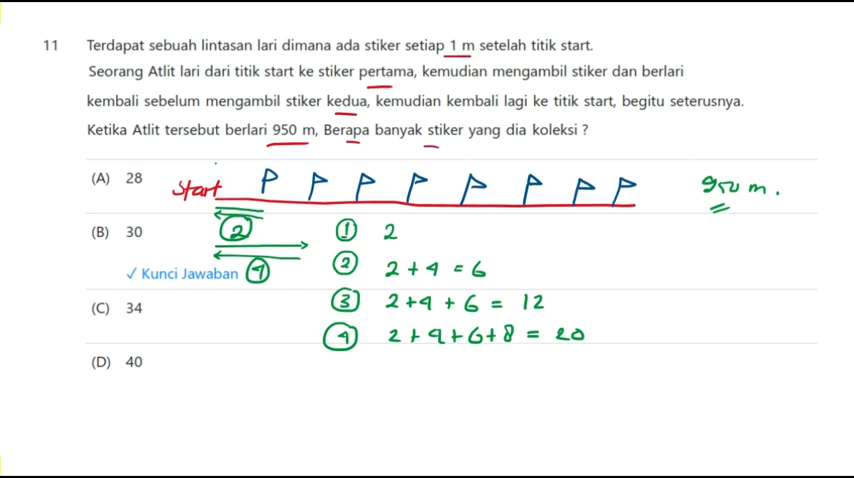 11 Terdapat sebuah lintasan lari dimana ada stiker setiap 1 m setelah titik start.
Seorang Atlit lari dari titik start ke stiker pertama, kemudian mengambil stiker dan berlari
kembali sebelum mengambil stiker kedua, kemudian kembali lagi ke titik start, begitu seterusnya.
Ketika Atlit tersebut berlari 950 m, Berapa banyak stiker yang dia koleksi ?
(A) 28
Start
950 m.
(B) 30
2
① 2
✓ Kunci Jawaban
4
② 2 + 4 = 6
(C) 34
③ 2 + 4 + 6 = 12
④ 2 + 4 + 6 + 8 = 20
(D) 40